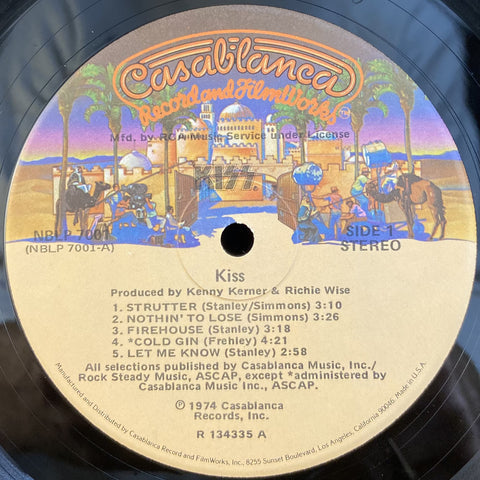 Casablanca
Record and FilmWorks
TM
Mfd. by RCA Music Service under License
KISS
NBLP 7001
(NBLP 7001-A)
SIDE 1
STEREO
Kiss
Produced by Kenny Kerner & Richie Wise
1. STRUTTER (Stanley/Simmons) 3:10
2. NOTHIN' TO LOSE (Simmons) 3:26
3. FIREHOUSE (Stanley) 3:18
4. *COLD GIN (Frehley) 4:21
5. LET ME KNOW (Stanley) 2:58
All selections published by Casablanca Music, Inc./
Rock Steady Music, ASCAP, except *administered by
Casablanca Music Inc., ASCAP.
℗ 1974 Casablanca
Records, Inc.
R 134335 A
Manufactured and Distributed by Casablanca Record and FilmWorks, Inc., 8255 Sunset Boulevard, Los Angeles, California 90046. Made in U.S.A.